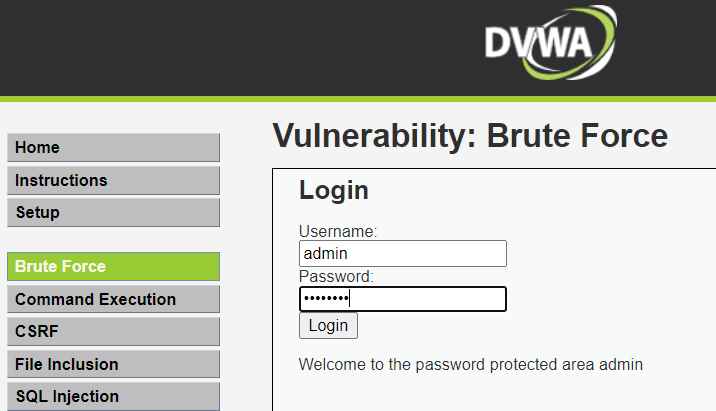 DVWA
Home
Instructions
Setup
Brute Force
Command Execution
CSRF
File Inclusion
SQL Injection
Vulnerability: Brute Force
Login
Username:
admin
Password:
••••••••
Login
Welcome to the password protected area admin